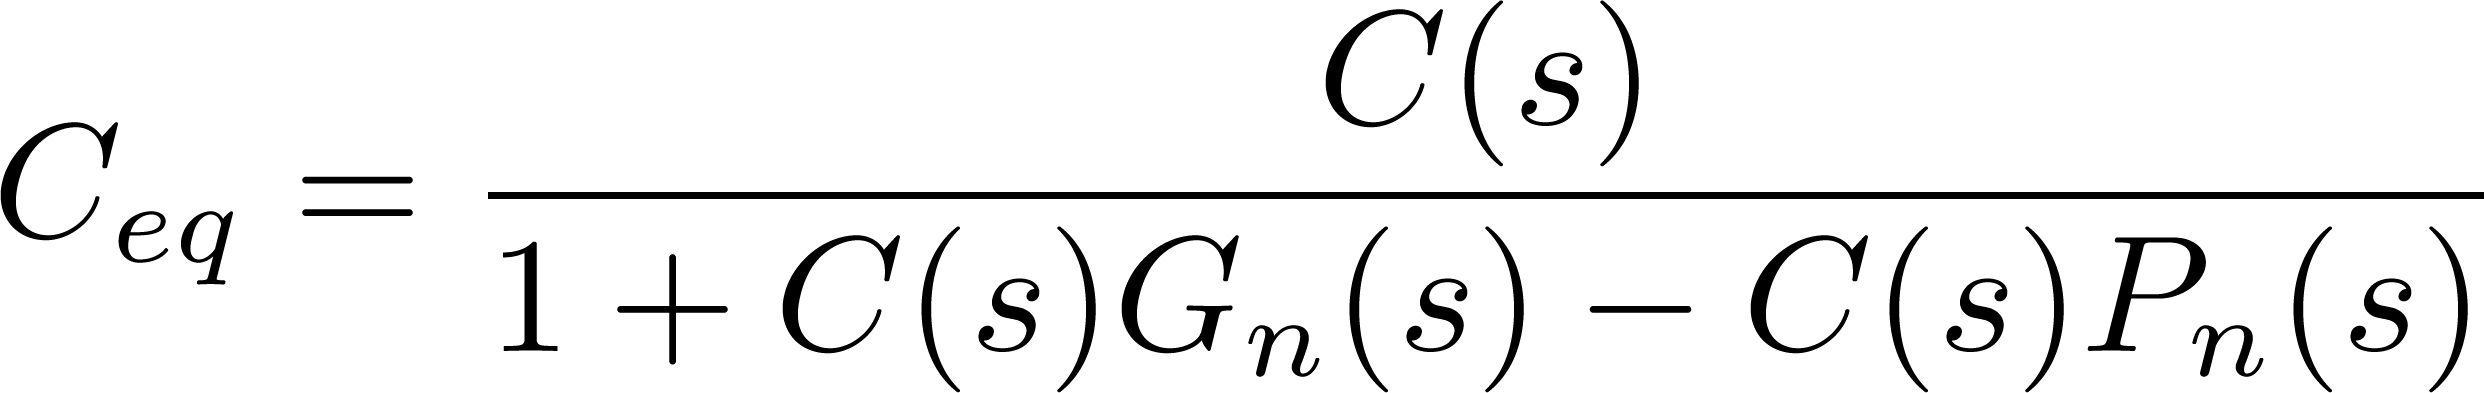 C_{eq} = \frac{C(s)}{1 + C(s)G_n(s) - C(s)P_n(s)}